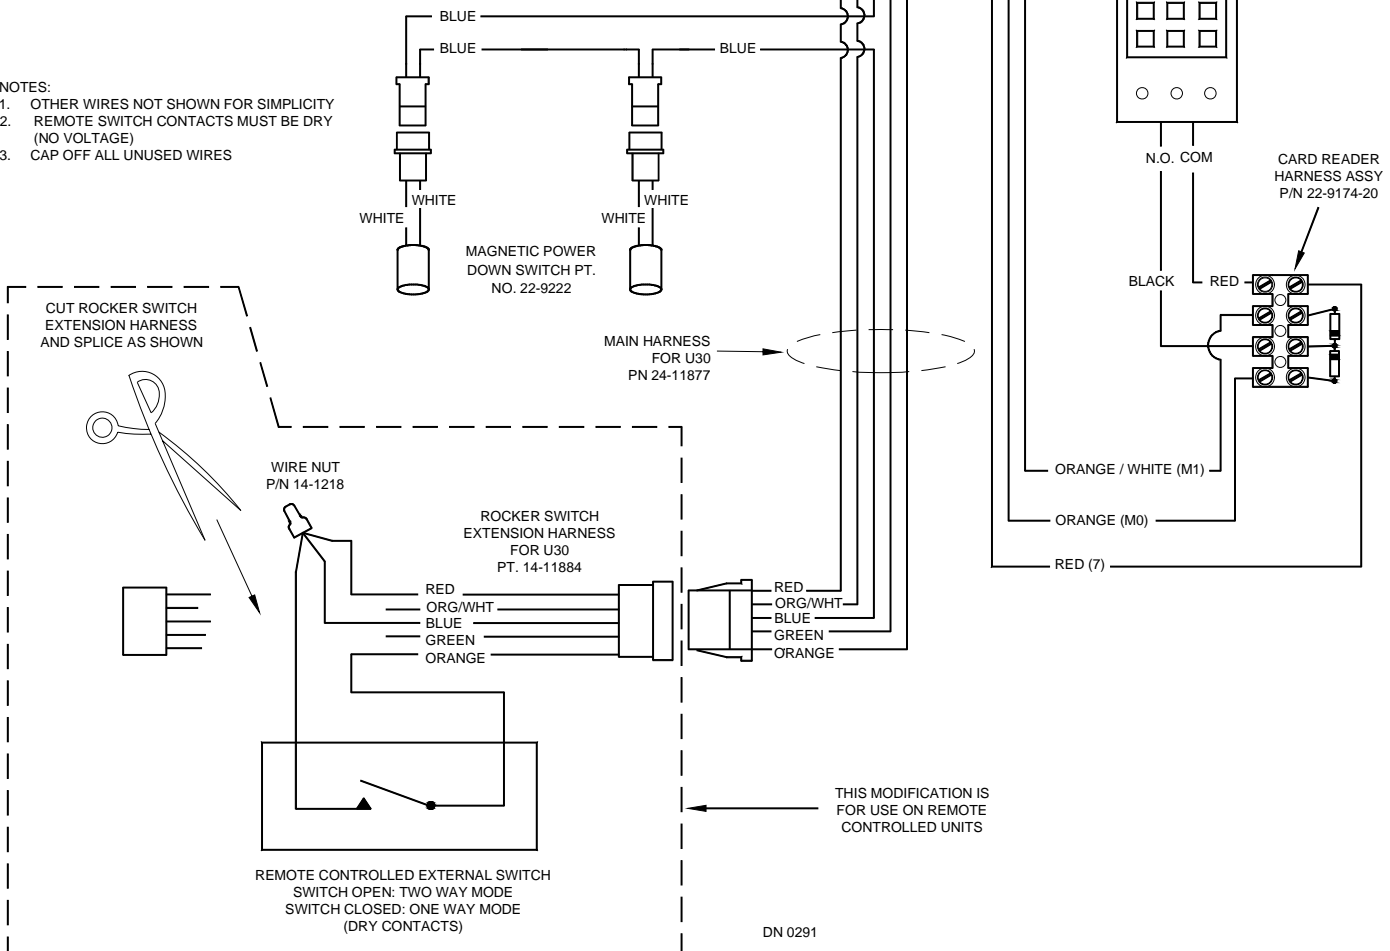 BLUE
BLUE
BLUE
NOTES:
1. OTHER WIRES NOT SHOWN FOR SIMPLICITY
2. REMOTE SWITCH CONTACTS MUST BE DRY
(NO VOLTAGE)
3. CAP OFF ALL UNUSED WIRES
WHITE
WHITE
WHITE
WHITE
MAGNETIC POWER
DOWN SWITCH PT.
NO. 22-9222
N.O. COM
CARD READER
HARNESS ASSY
P/N 22-9174-20
BLACK
RED
CUT ROCKER SWITCH
EXTENSION HARNESS
AND SPLICE AS SHOWN
MAIN HARNESS
FOR U30
PN 24-11877
WIRE NUT
P/N 14-1218
ORANGE / WHITE (M1)
ORANGE (M0)
RED (7)
ROCKER SWITCH
EXTENSION HARNESS
FOR U30
PT. 14-11884
RED
ORG/WHT
BLUE
GREEN
ORANGE
RED
ORG/WHT
BLUE
GREEN
ORANGE
THIS MODIFICATION IS
FOR USE ON REMOTE
CONTROLLED UNITS
REMOTE CONTROLLED EXTERNAL SWITCH
SWITCH OPEN: TWO WAY MODE
SWITCH CLOSED: ONE WAY MODE
(DRY CONTACTS)
DN 0291